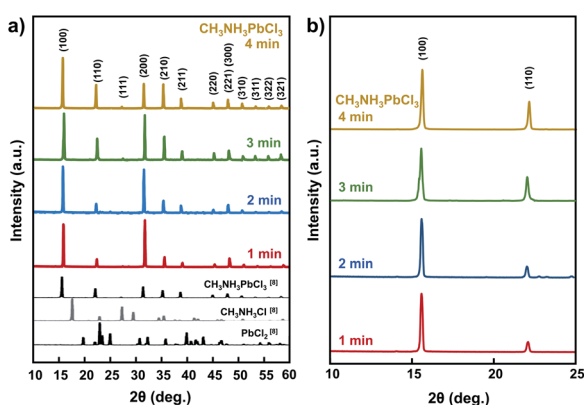 a)
CH₃NH₃PbCl₃
4 min
(100)
(110)
(111)
(200)
(210)
(211)
(220)
(221)
(300)
(310)
(311)
(322)
(321)
3 min
2 min
1 min
CH₃NH₃PbCl₃ [8]
CH₃NH₃Cl [8]
PbCl₂ [8]
Intensity (a.u.)
10 15 20 25 30 35 40 45 50 55 60
2θ (deg.)
b)
(100)
(110)
CH₃NH₃PbCl₃
4 min
3 min
2 min
1 min
Intensity (a.u.)
10 15 20 25
2θ (deg.)